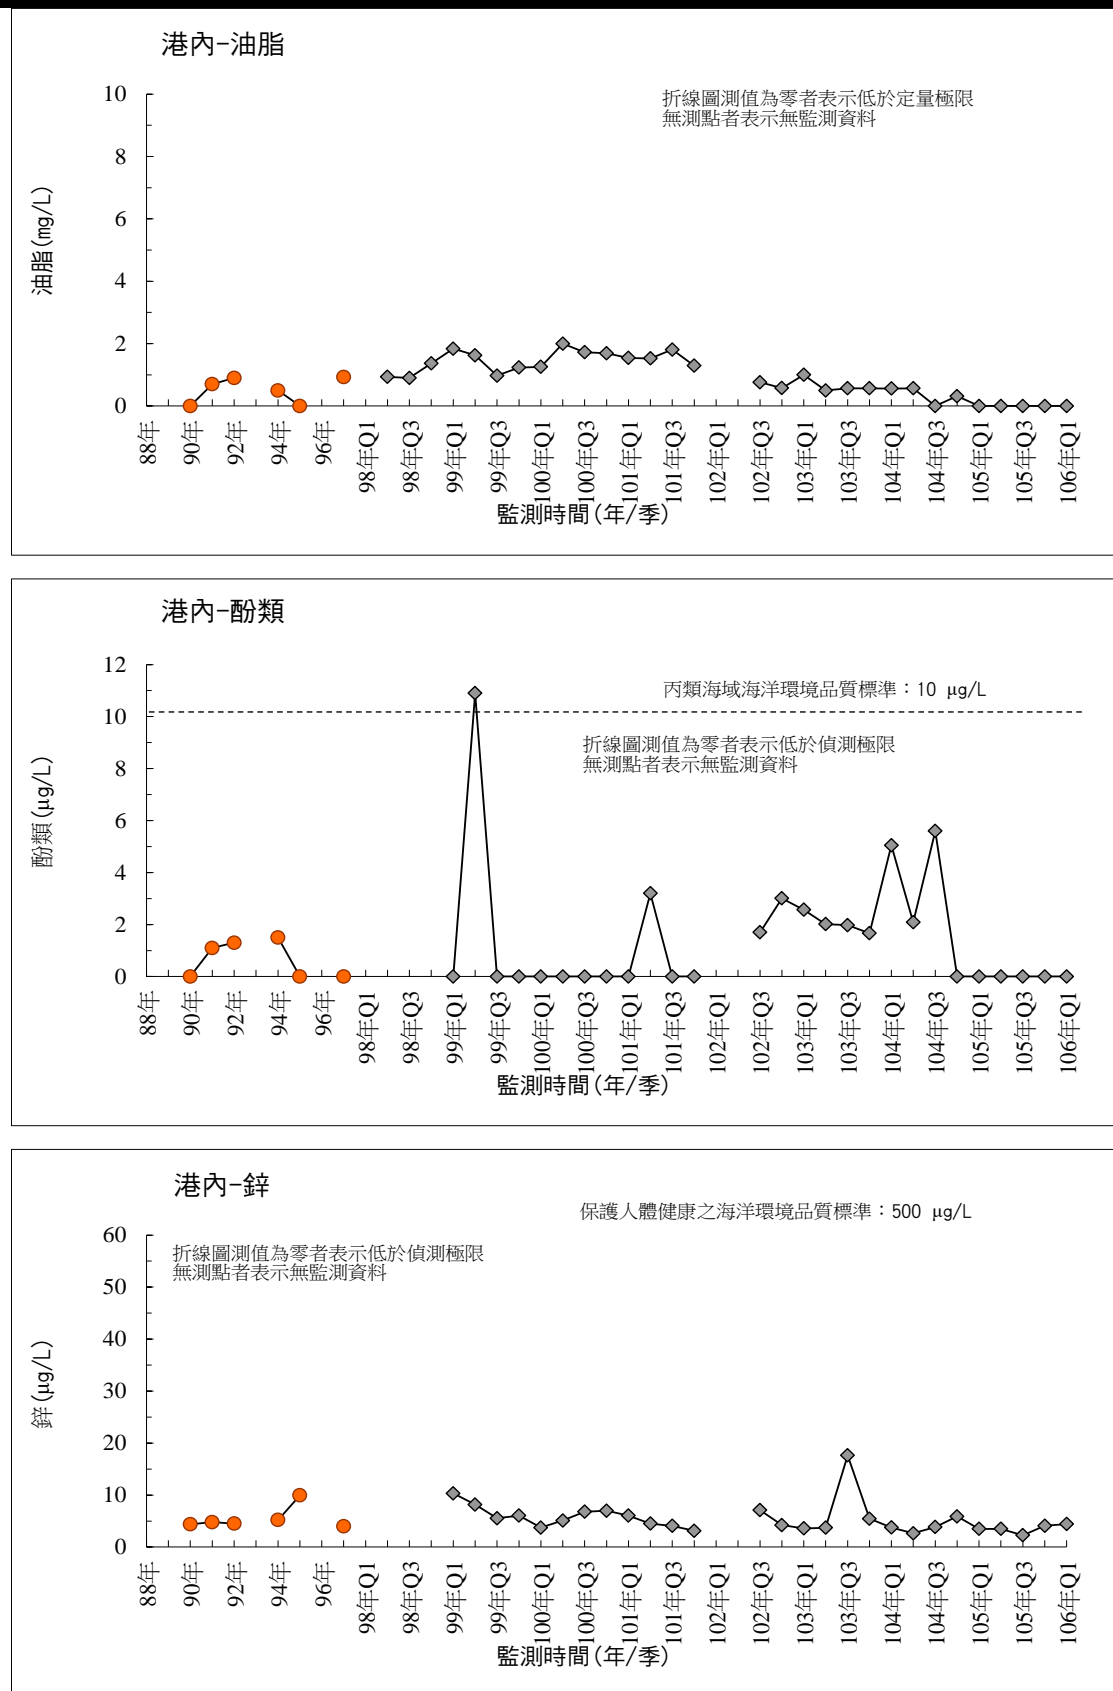 港內-油脂
折線圖測值為零者表示低於定量極限
無測點者表示無監測資料
油脂(mg/L)
10
8
6
4
2
0
88年 90年 92年 94年 96年 98年Q1 98年Q3 99年Q1 99年Q3 100年Q1 100年Q3 101年Q1 101年Q3 102年Q1 102年Q3 103年Q1 103年Q3 104年Q1 104年Q3 105年Q1 105年Q3 106年Q1
監測時間(年/季)
港內-酚類
丙類海域海洋環境品質標準：10 μg/L
折線圖測值為零者表示低於偵測極限
無測點者表示無監測資料
酚類(μg/L)
12
10
8
6
4
2
0
88年 90年 92年 94年 96年 98年Q1 98年Q3 99年Q1 99年Q3 100年Q1 100年Q3 101年Q1 101年Q3 102年Q1 102年Q3 103年Q1 103年Q3 104年Q1 104年Q3 105年Q1 105年Q3 106年Q1
監測時間(年/季)
港內-鋅
保護人體健康之海洋環境品質標準：500 μg/L
折線圖測值為零者表示低於偵測極限
無測點者表示無監測資料
鋅(μg/L)
60
50
40
30
20
10
0
88年 90年 92年 94年 96年 98年Q1 98年Q3 99年Q1 99年Q3 100年Q1 100年Q3 101年Q1 101年Q3 102年Q1 102年Q3 103年Q1 103年Q3 104年Q1 104年Q3 105年Q1 105年Q3 106年Q1
監測時間(年/季)